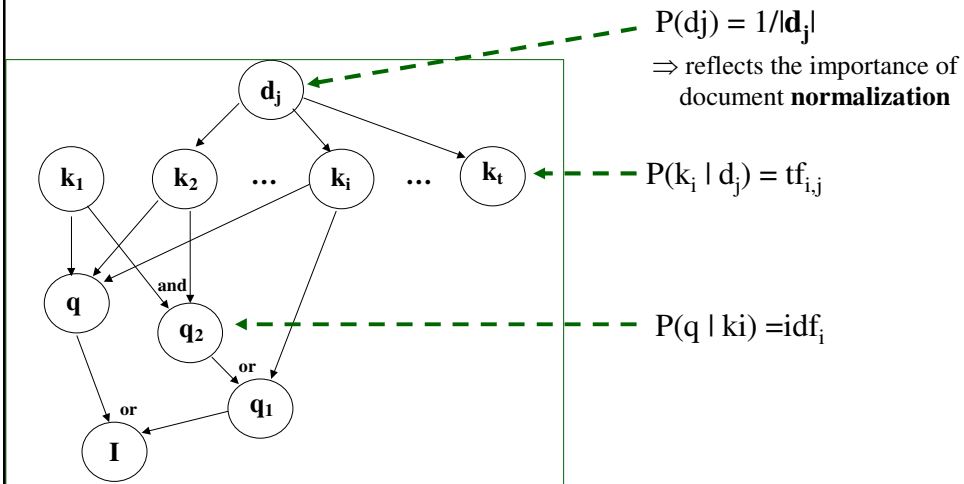 P(dj) = 1/|dj|
⇒ reflects the importance of
document normalization
dj
k1 k2 ... ki ... kt
P(ki | dj) = tfi,j
and
q
q2
P(q | ki) =idfi
or
or
q1
I